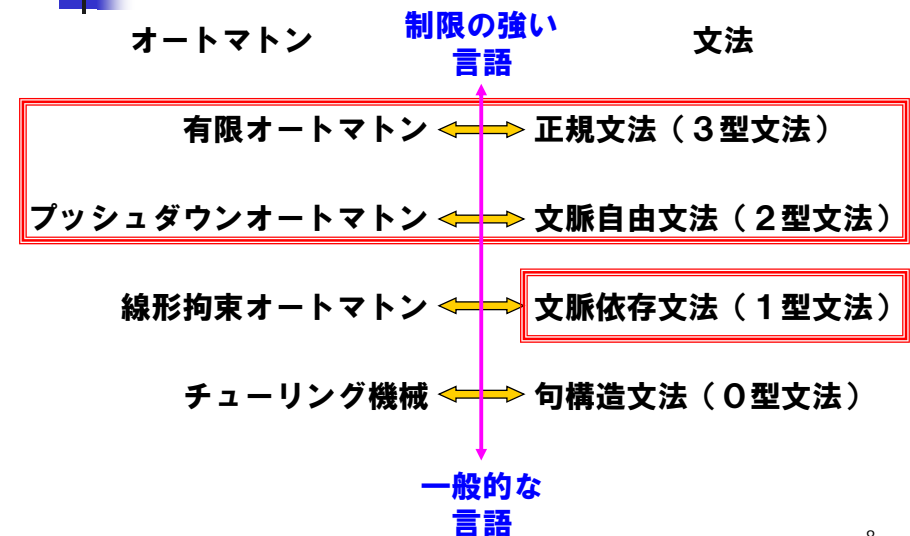 オートマトン
制限の強い
言語
文法
有限オートマトン
正規文法（３型文法）
プッシュダウンオートマトン
文脈自由文法（２型文法）
線形拘束オートマトン
文脈依存文法（１型文法）
チューリング機械
句構造文法（０型文法）
一般的な
言語